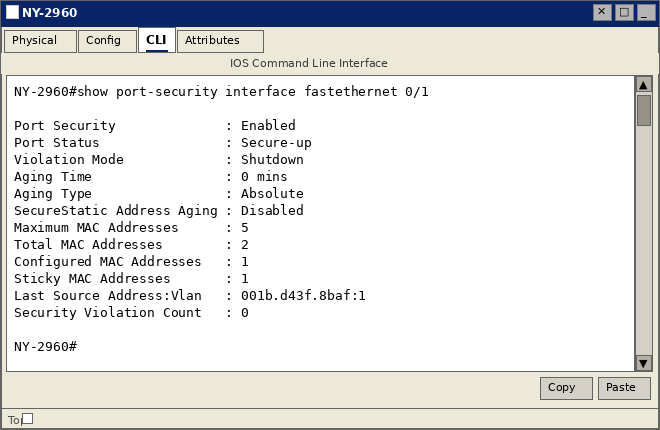 NY-2960
Physical Config CLI Attributes
IOS Command Line Interface
NY-2960#show port-security interface fastethernet 0/1
Port Security : Enabled
Port Status : Secure-up
Violation Mode : Shutdown
Aging Time : 0 mins
Aging Type : Absolute
SecureStatic Address Aging : Disabled
Maximum MAC Addresses : 5
Total MAC Addresses : 2
Configured MAC Addresses : 1
Sticky MAC Addresses : 1
Last Source Address:Vlan : 001b.d43f.8baf:1
Security Violation Count : 0
NY-2960#
Copy Paste
Top